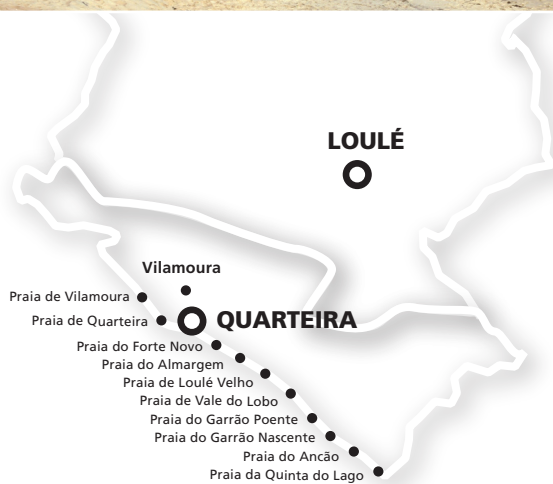 LOULÉ
Vilamoura
Praia de Vilamoura
QUARTEIRA
Praia de Quarteira
Praia do Forte Novo
Praia do Almargem
Praia de Loulé Velho
Praia de Vale do Lobo
Praia do Garrão Poente
Praia do Garrão Nascente
Praia do Ancão
Praia da Quinta do Lago